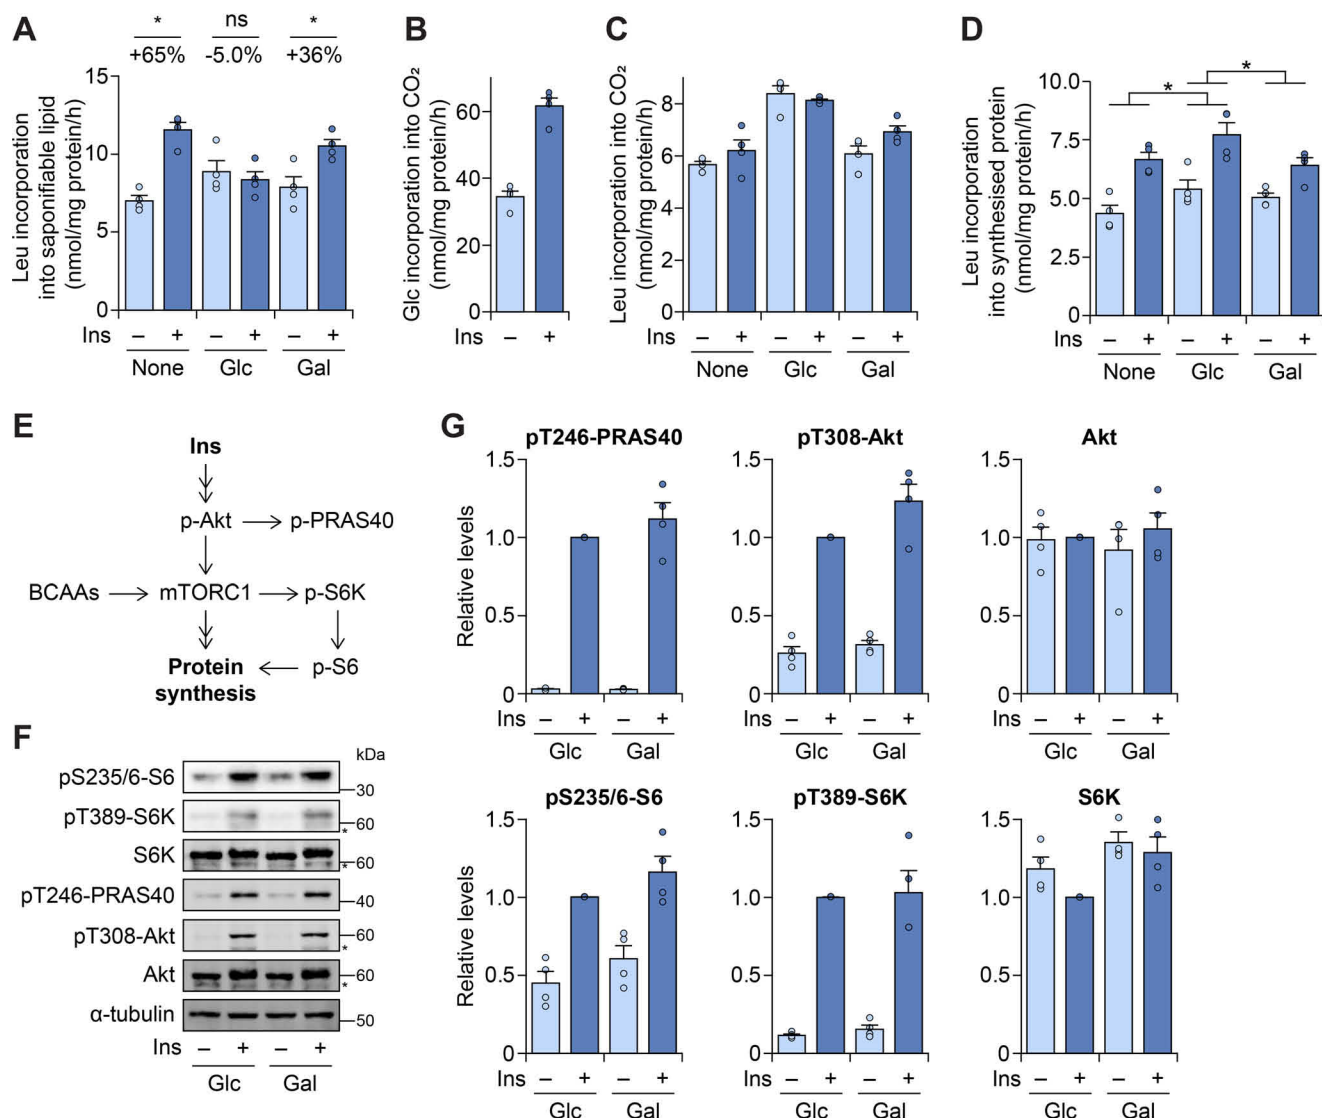 A
* ns *
+65% -5.0% +36%
Leu incorporation
into saponifiable lipid
(nmol/mg protein/h)
15
10
5
0
Ins – + – + – +
None Glc Gal
B
Glc incorporation into CO₂
(nmol/mg protein/h)
60
40
20
0
Ins – +
C
Leu incorporation into CO₂
(nmol/mg protein/h)
8
6
4
2
0
Ins – + – + – +
None Glc Gal
D
* *
Leu incorporation
into synthesised protein
(nmol/mg protein/h)
10.0
7.5
5.0
2.5
0
Ins – + – + – +
None Glc Gal
E
Ins
p-Akt p-PRAS40
BCAAs mTORC1 p-S6K
Protein
synthesis
p-S6
F
kDa
pS235/6-S6
30
pT389-S6K
60
*
S6K
60
*
pT246-PRAS40
40
pT308-Akt
60
*
Akt
60
*
α-tubulin
50
Ins – + – +
Glc Gal
G
pT246-PRAS40
Relative levels
1.5
1.0
0.5
0
Ins – + – +
Glc Gal
pT308-Akt
1.5
1.0
0.5
0
Ins – + – +
Glc Gal
Akt
1.5
1.0
0.5
0
Ins – + – +
Glc Gal
pS235/6-S6
Relative levels
1.5
1.0
0.5
0
Ins – + – +
Glc Gal
pT389-S6K
1.5
1.0
0.5
0
Ins – + – +
Glc Gal
S6K
1.5
1.0
0.5
0
Ins – + – +
Glc Gal